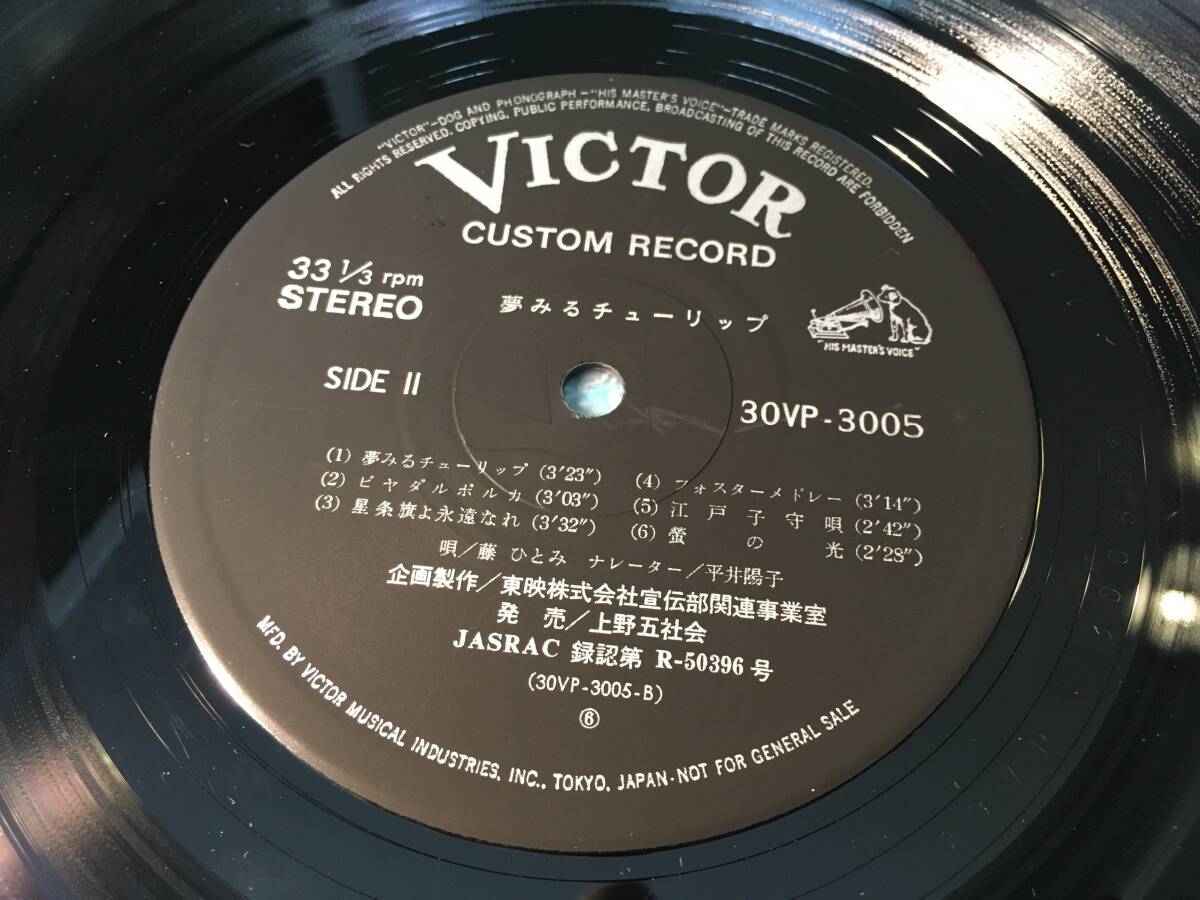 "VICTOR"-DOG AND PHONOGRAPH-"HIS MASTER'S VOICE"-TRADE MARKS REGISTERED.
ALL RIGHTS RESERVED. COPYING, PUBLIC PERFORMANCE, BROADCASTING OF THIS RECORD ARE FORBIDDEN
VICTOR
CUSTOM RECORD
33 1/3 rpm
STEREO
夢みるチューリップ
"HIS MASTER'S VOICE"
SIDE II
30VP-3005
(1) 夢みるチューリップ (3'23")
(2) ビヤダルポルカ (3'03")
(3) 星条旗よ永遠なれ (3'32")
(4) フォスターメドレー (3'14")
(5) 江戸子守唄 (2'42")
(6) 螢の光 (2'28")
唄/藤 ひとみ ナレーター/平井陽子
企画製作/東映株式会社宣伝部関連事業室
発 売/上野五社会
JASRAC 録認第 R-50396 号
(30VP-3005-B)
⑥
MFD. BY VICTOR MUSICAL INDUSTRIES, INC., TOKYO, JAPAN-NOT FOR GENERAL SALE